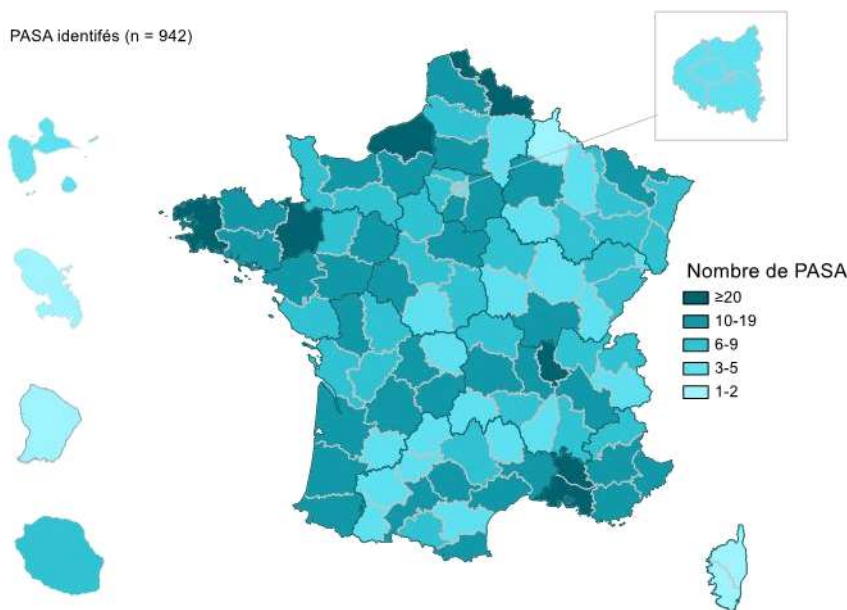 PASA identifés (n = 942)
Nombre de PASA
≥20
10-19
6-9
3-5
1-2